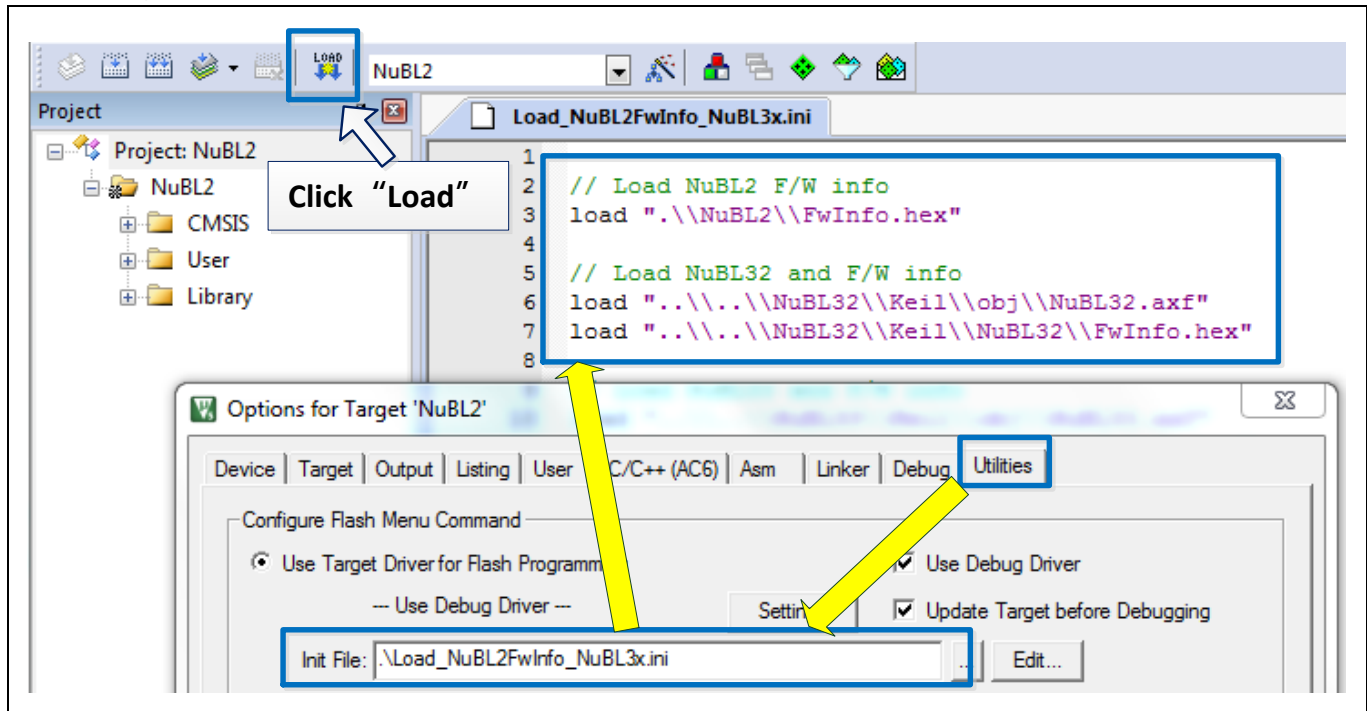 LOAD
NuBL2
Project
Load_NuBL2FwInfo_NuBL3x.ini
Project: NuBL2
NuBL2
CMSIS
User
Library
Click “Load”
1
2 // Load NuBL2 F/W info
3 load ".\\NuBL2\\FwInfo.hex"
4
5 // Load NuBL32 and F/W info
6 load "..\\..\\NuBL32\\Keil\\obj\\NuBL32.axf"
7 load "..\\..\\NuBL32\\Keil\\NuBL32\\FwInfo.hex"
8
Options for Target 'NuBL2'
Device Target Output Listing User C/C++ (AC6) Asm Linker Debug Utilities
Configure Flash Menu Command
Use Target Driver for Flash Programm
Use Debug Driver
--- Use Debug Driver ---
Settin
Update Target before Debugging
Init File: .\Load_NuBL2FwInfo_NuBL3x.ini ... Edit...